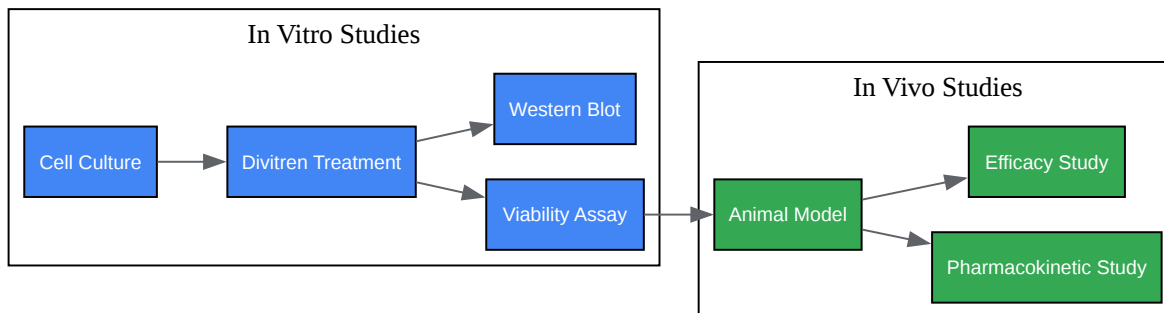 In Vitro Studies
Cell Culture
Divitren Treatment
Western Blot
Viability Assay
In Vivo Studies
Animal Model
Efficacy Study
Pharmacokinetic Study